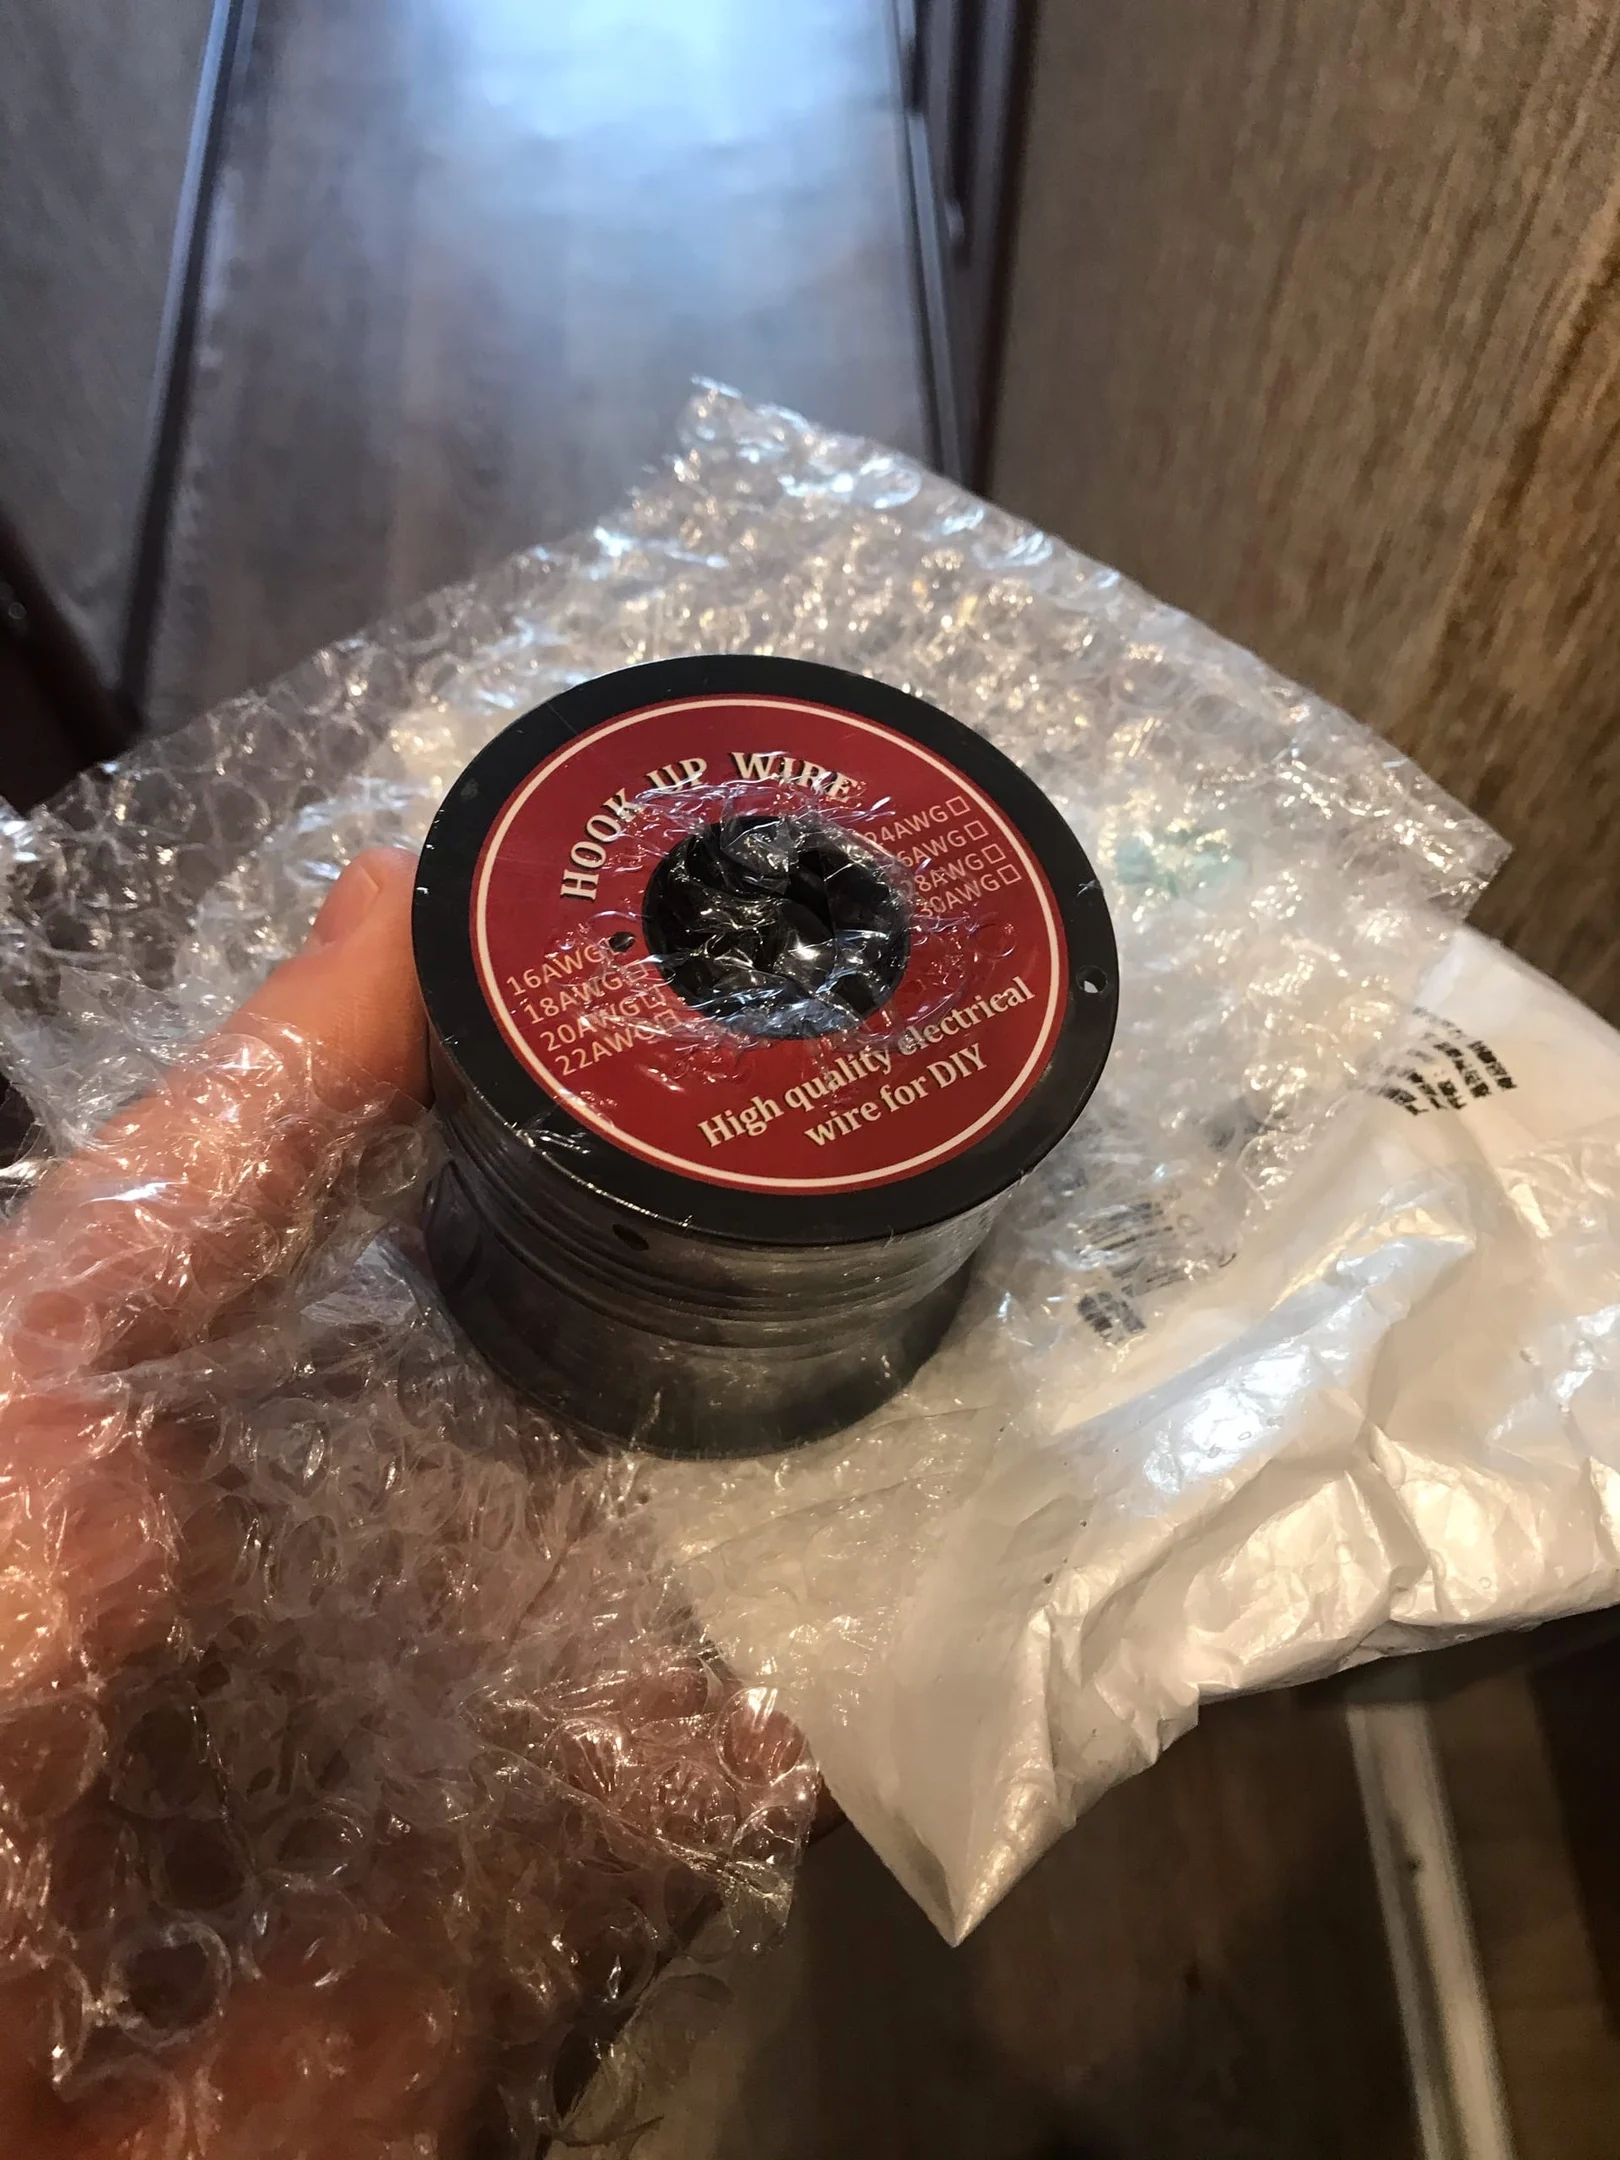 HOOK UP WIRE
24AWG□
26AWG□
28AWG□
30AWG□
16AWG
18AWG□
20AWG□
22AWG□
High quality electrical
wire for DIY